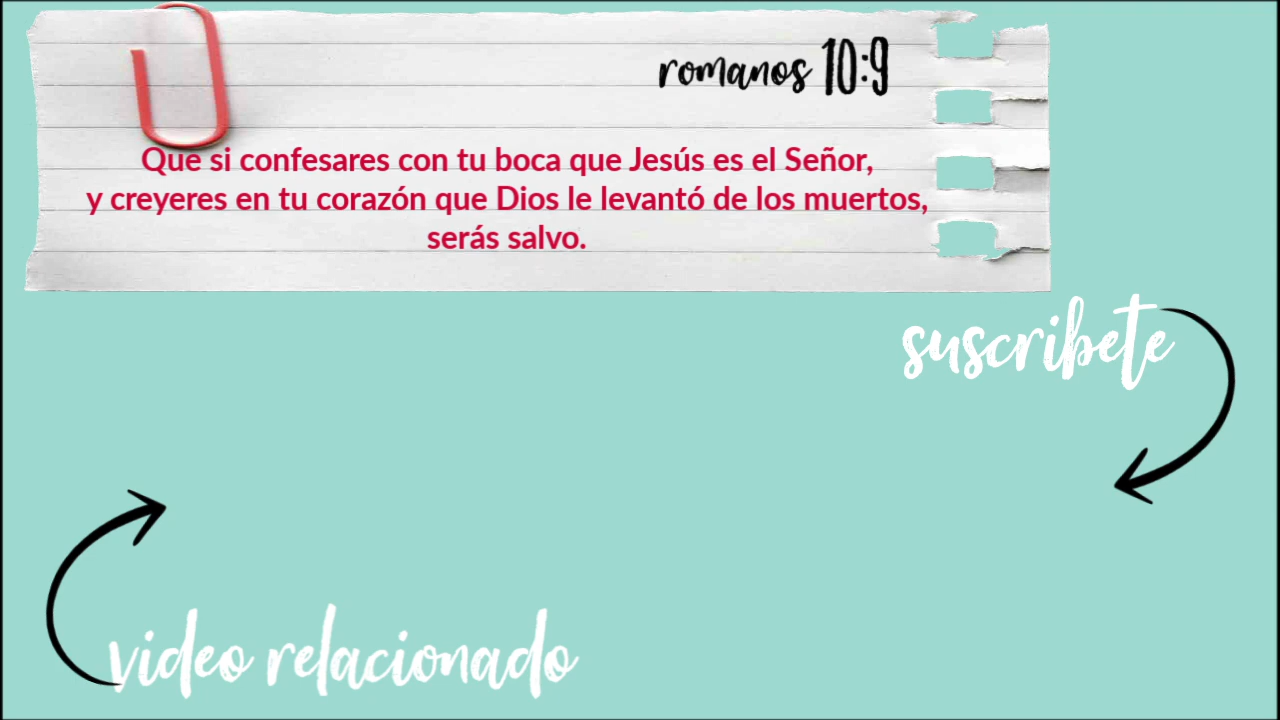 romanos 10:9
Que si confesares con tu boca que Jesús es el Señor,
y creyeres en tu corazón que Dios le levantó de los muertos,
serás salvo.
suscribete
video relacionado